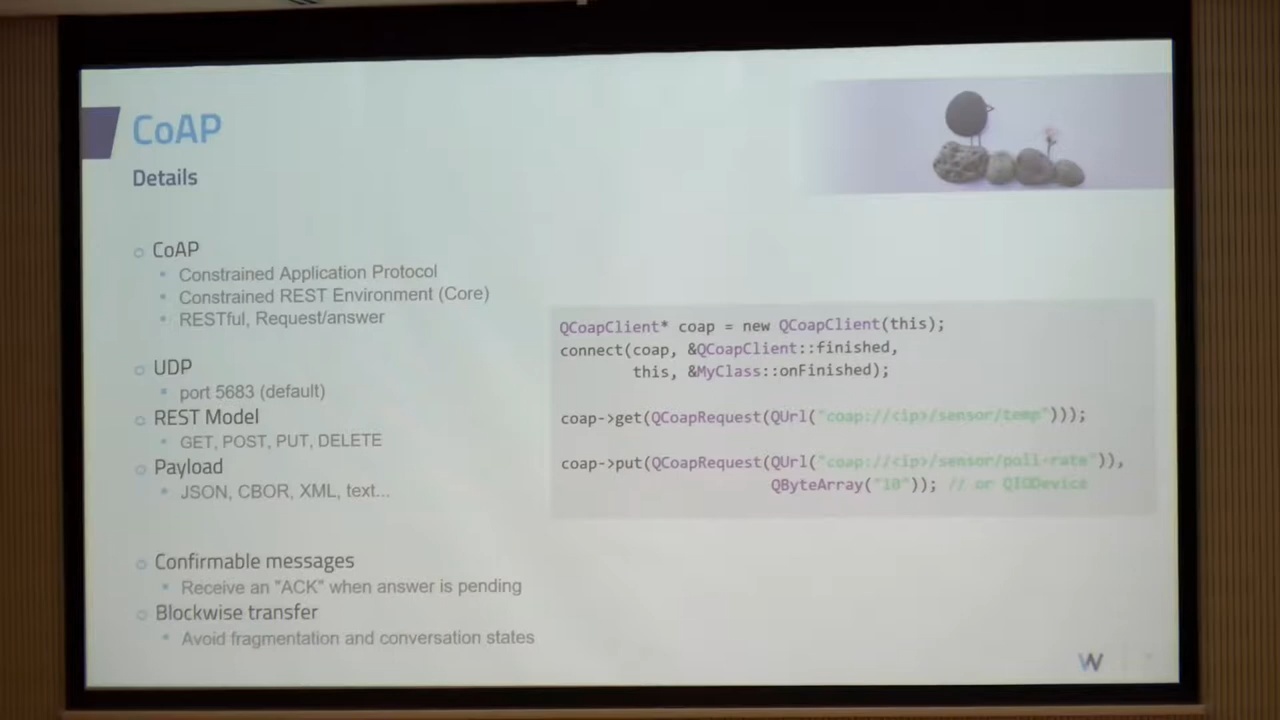 CoAP
Details
CoAP
Constrained Application Protocol
Constrained REST Environment (Core)
RESTful, Request/answer
UDP
port 5683 (default)
REST Model
GET, POST, PUT, DELETE
Payload
JSON, CBOR, XML, text...
Confirmable messages
Receive an "ACK" when answer is pending
Blockwise transfer
Avoid fragmentation and conversation states
QCoapClient* coap = new QCoapClient(this);
connect(coap, &QCoapClient::finished,
this, &MyClass::onFinished);
coap->get(QCoapRequest(QUrl("coap://<ip>/sensor/temp")));
coap->put(QCoapRequest(QUrl("coap://<ip>/sensor/poll-rate")),
QByteArray("10")); // or QIODevice
W